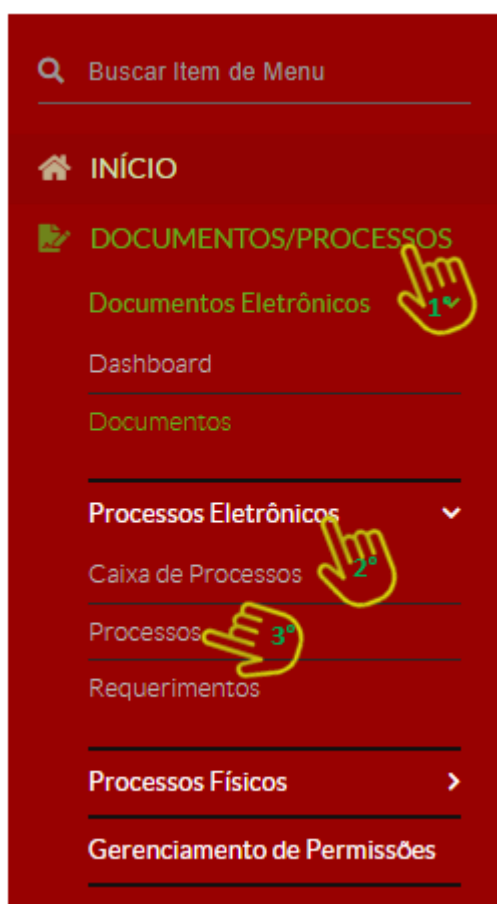 Buscar Item de Menu
INÍCIO
DOCUMENTOS/PROCESSOS
Documentos Eletrônicos
1º
Dashboard
Documentos
Processos Eletrônicos
2º
Caixa de Processos
Processos
3º
Requerimentos
Processos Físicos
Gerenciamento de Permissões